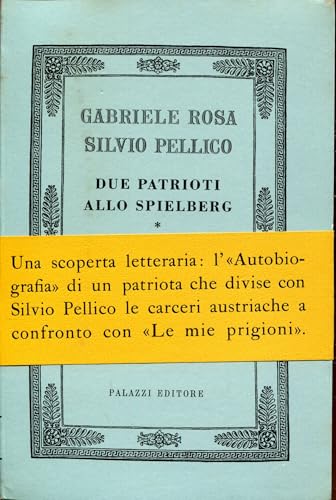 GABRIELE ROSA
SILVIO PELLICO
DUE PATRIOTI
ALLO SPIELBERG
*
Una scoperta letteraria: l'«Autobio-
grafia» di un patriota che divise con
Silvio Pellico le carceri austriache a
confronto con «Le mie prigioni».
PALAZZI EDITORE